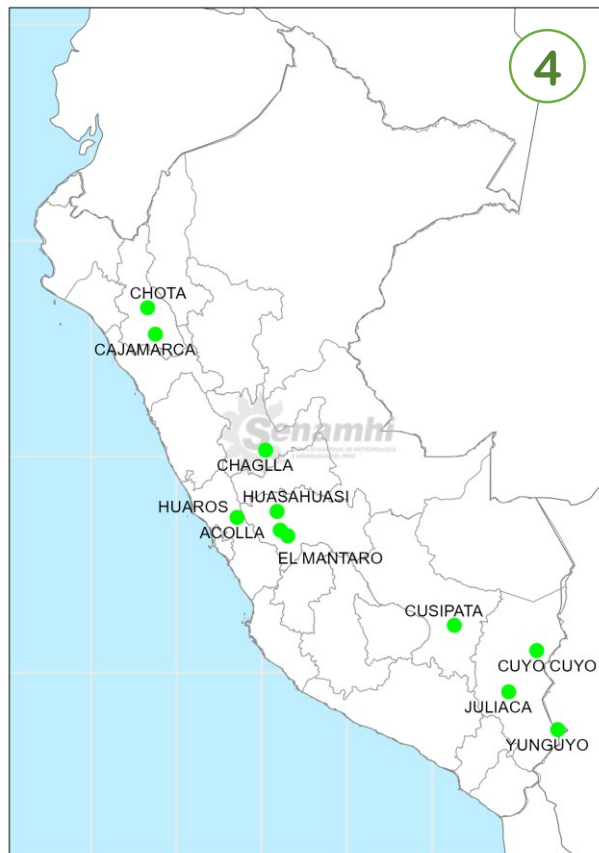 4
CHOTA
CAJAMARCA
Senamhi
CHAGLLA
HUASAHUASI
HUAROS
ACOLLA
EL MANTARO
CUSIPATA
CUYO CUYO
JULIACA
YUNGUYO